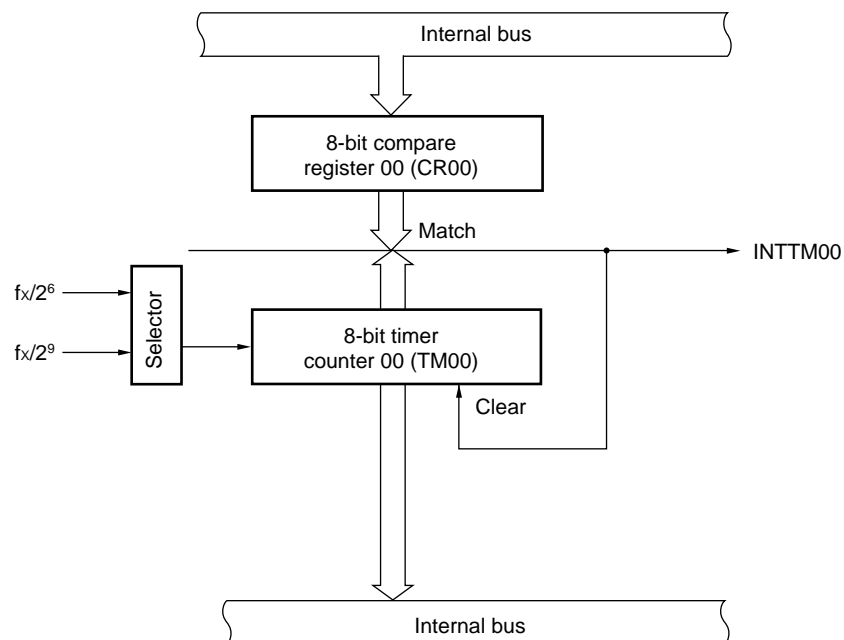 Internal bus
8-bit compare
register 00 (CR00)
Match
INTTM00
fx/2⁶
Selector
8-bit timer
counter 00 (TM00)
fx/2⁹
Clear
Internal bus